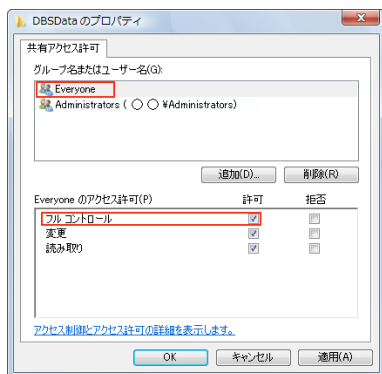 DBSData のプロパティ
共有アクセス許可
グループ名またはユーザー名(G):
Everyone
Administrators ( ○ ○ ¥Administrators)
追加(D)... 削除(R)
Everyone のアクセス許可(P) 許可 拒否
フル コントロール
変更
読み取り
アクセス制御とアクセス許可の詳細を表示します。
OK キャンセル 適用(A)